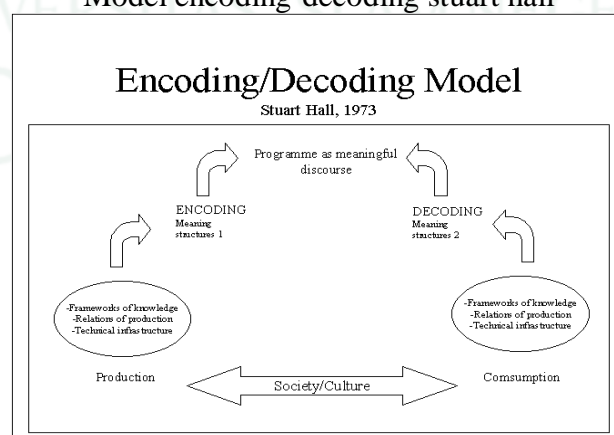 Model encoding-decoding stuart hall
Encoding/Decoding Model
Stuart Hall, 1973
Programme as meaningful
discourse
ENCODING
Meaning
structures 1
DECODING
Meaning
structures 2
-Frameworks of knowledge
-Relations of production
-Technical infrastructure
-Frameworks of knowledge
-Relations of production
-Technical infrastructure
Production
Society/Culture
Comsumption